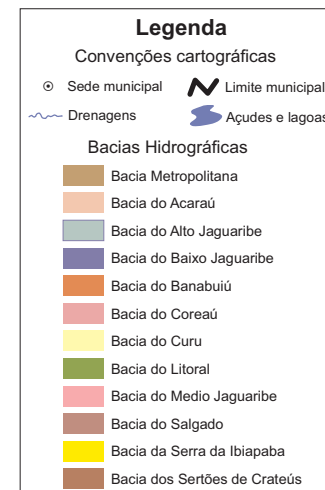 Legenda
Convenções cartográficas
Sede municipal Limite municipal
Drenagens Açudes e lagoas
Bacias Hidrográficas
Bacia Metropolitana
Bacia do Acaraú
Bacia do Alto Jaguaribe
Bacia do Baixo Jaguaribe
Bacia do Banabuiú
Bacia do Coreaú
Bacia do Curu
Bacia do Litoral
Bacia do Medio Jaguaribe
Bacia do Salgado
Bacia da Serra da Ibiapaba
Bacia dos Sertões de Crateús